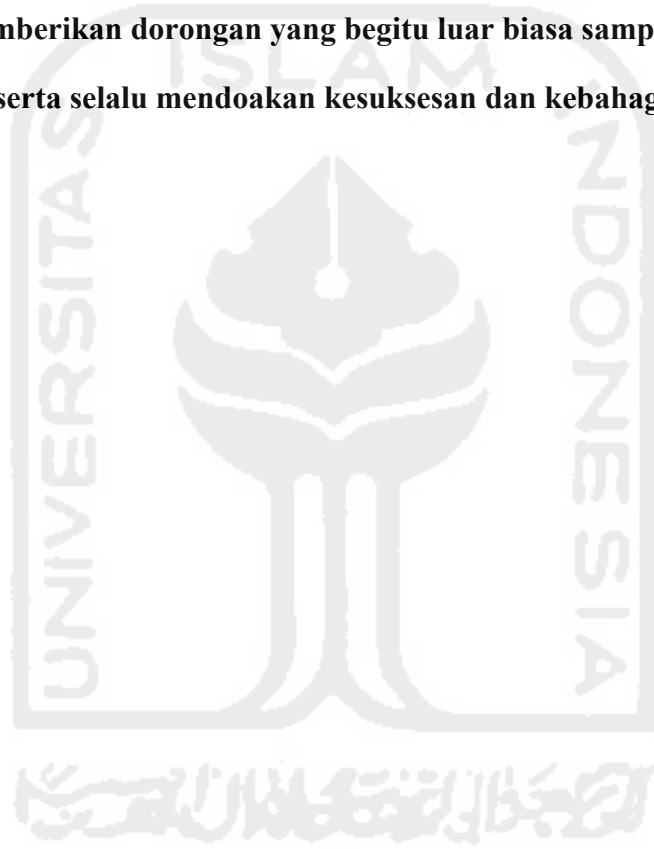 mberikan dorongan yang begitu luar biasa samp
serta selalu mendoakan kesuksesan dan kebahag
ISLAM
UNIVERSITAS
INDONESIA